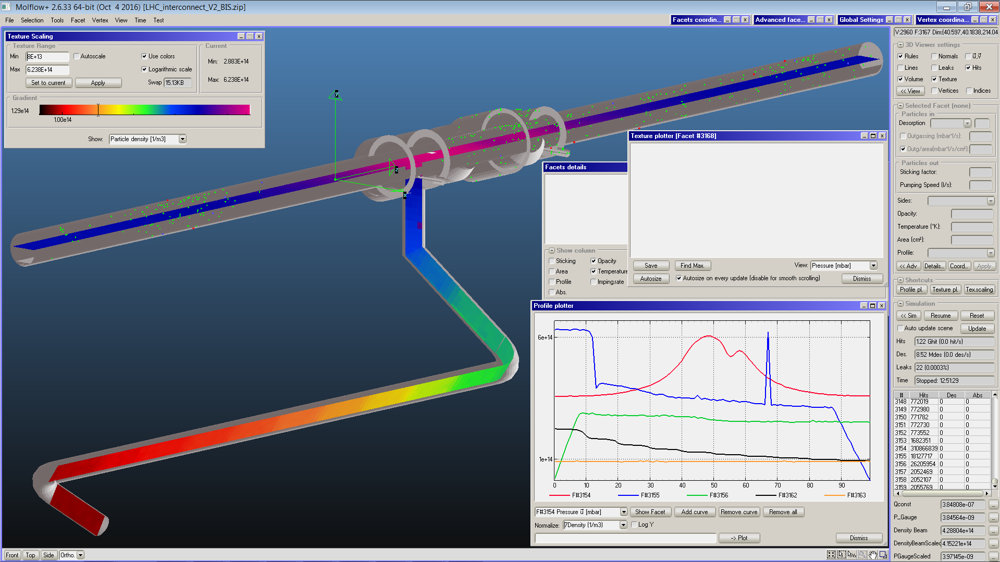 Molflow+ 2.6.33 64-bit (Oct  4 2016) [LHC_interconnect_V2_BIS.zip]
File Selection Tools Facet Vertex View Time Test
Facets coordin...
Advanced face...
Global Settings
Vertex coordina...
Texture Scaling
Texture Range
Min 8E+13 Autoscale Use colors
Max 6.238E+14 Logarithmic scale
Set to current Apply Swap 15.13KB
Current
Min: 2.883E+14
Max: 6.238E+14
Gradient
1.29e14
1.00e14
Show: Particle density [1/m3]
y
z
x
Texture plotter [Facet #3168]
Save Find Max. View: Pressure [mbar]
Autosize Autosize on every update (disable for smooth scrolling) Dismiss
Facets details
Show column
Sticking Opacity
Area Temperature
Profile Imping.rate
Abs.
Profile plotter
6e+14
1e+14
0 10 20 30 40 50 60 70 80 90
F#3154 F#3155 F#3156 F#3162 F#3163
F#3154 Pressure u⃗ [mbar] Show Facet Add curve Remove curve Remove all
Normalize: 7Density (1/m3) Log Y
-> Plot Dismiss
V:2960 F:3167 Dim:(40.597,40.1838,214.04
3D Viewer settings
Rules Normals u⃗,v⃗
Lines Leaks Hits
Volume Texture
<< View Vertices Indices
Selected Facet (none)
Particles in
Desorption
Outgassing (mbar*l/s):
Outg/area(mbar*l/s/cm²):
Particles out
Sticking factor:
Pumping Speed (l/s):
Sides:
Opacity:
Temperature (°K):
Area (cm²):
Profile:
<< Adv Details... Coord... Apply
Shortcuts
Profile pl. Texture pl. Tex.scaling
Simulation
<< Sim Resume Reset
Auto update scene Update
Hits 1.22 Ghit (0.0 hit/s)
Des. 8.52 Mdes (0.0 des/s)
Leaks 22 (0.0003%)
Time Stopped: 12:51:29
# Hits Des Abs
3148 772019 0 0
3149 772980 0 0
3150 771782 0 0
3151 772730 0 0
3152 773552 0 0
3153 1682351 0 0
3154 310866839 0 0
3155 18127717 0 0
3156 26205954 0 0
3157 2052469 0 0
3158 2052107 0 0
3159 2055769 0 0
Qconst 3.84808e-07 ...
P_Gauge 3.84564e-09 ...
Density Beam 4.28804e+14 ...
DensityBeamScaled 4.15221e+14 ...
PGaugeScaled 3.97145e-09 ...
Front Top Side Ortho.